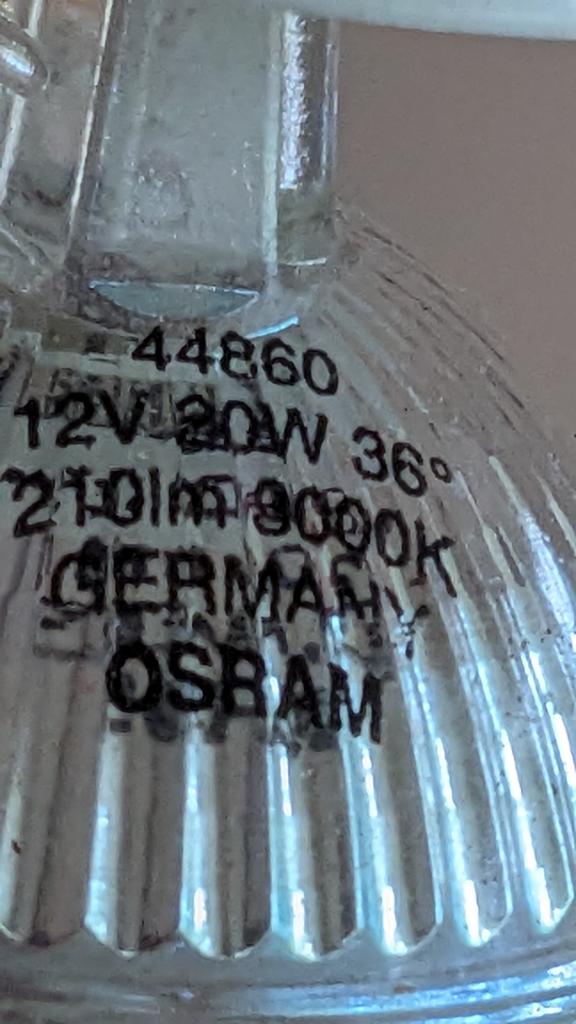 44860
12V 20W 36°
210lm 3000k
GERMANY
OSRAM